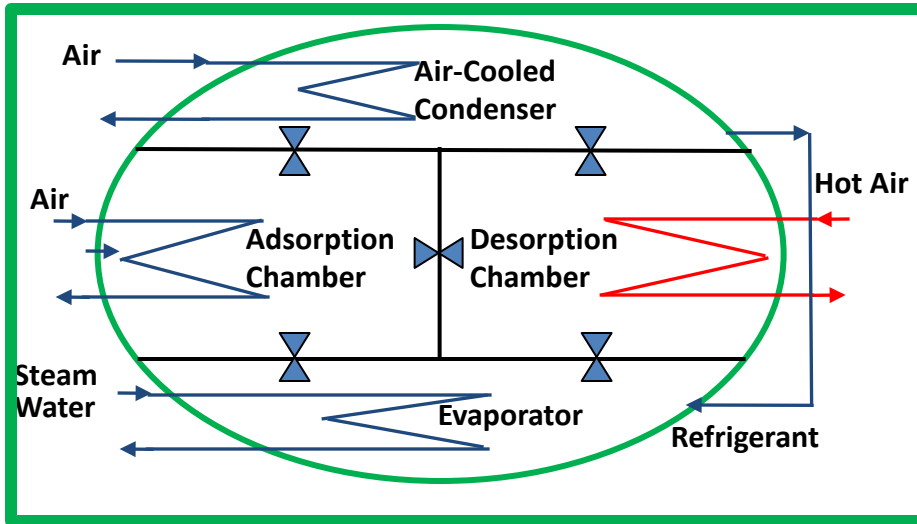 Air
Air-Cooled
Condenser
Air
Hot Air
Adsorption
Chamber
Desorption
Chamber
Steam
Water
Evaporator
Refrigerant